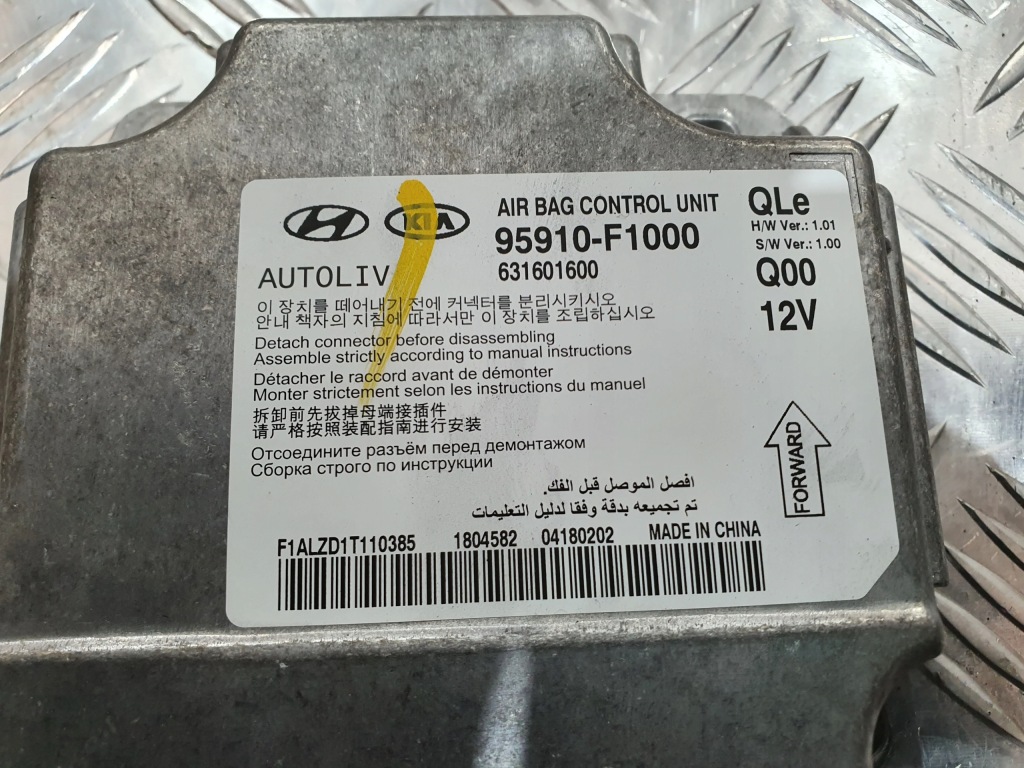 KIA
AIR BAG CONTROL UNIT
QLe
95910-F1000
H/W Ver.: 1.01
S/W Ver.: 1.00
AUTOLIV
631601600
Q00
12V
이 장치를 떼어내기 전에 커넥터를 분리시키시오
안내 책자의 지침에 따라서만 이 장치를 조립하십시오
Detach connector before disassembling
Assemble strictly according to manual instructions
Détacher le raccord avant de démonter
Monter strictement selon les instructions du manuel
拆卸前先拔掉母端接插件
请严格按照装配指南进行安装
Отсоедините разъём перед демонтажом
Сборка строго по инструкции
افصل الموصل قبل الفك.
تم تجميعه بدقة وفقا لدليل التعليمات
FORWARD
F1ALZD1T110385 1804582 04180202 MADE IN CHINA